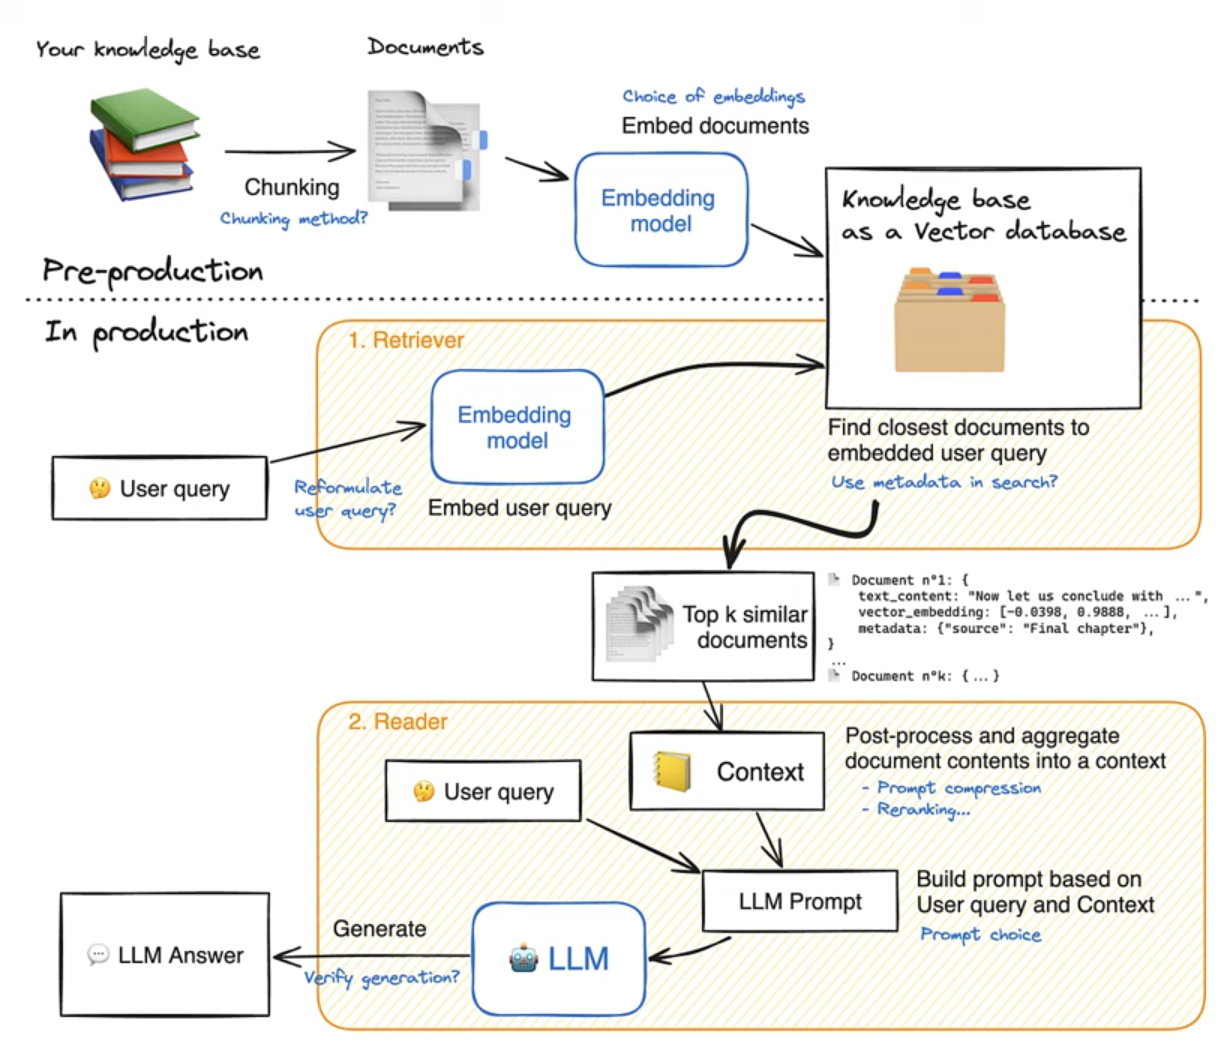 Your knowledge base
Documents
Choice of embeddings
Embed documents
Chunking
Chunking method?
Embedding
model
Knowledge base
as a Vector database
Pre-production
In production
1. Retriever
Embedding
model
🤔 User query
Reformulate
user query?
Embed user query
Find closest documents to
embedded user query
Use metadata in search?
Top k similar
documents
Document n°1: {
text_content: "Now let us conclude with ...",
vector_embedding: [-0.0398, 0.9888, ...],
metadata: {"source": "Final chapter"},
}
...
Document n°k: {...}
2. Reader
🤔 User query
Context
Post-process and aggregate
document contents into a context
- Prompt compression
- Reranking...
LLM Prompt
Build prompt based on
User query and Context
Prompt choice
Generate
Verify generation?
LLM
LLM Answer